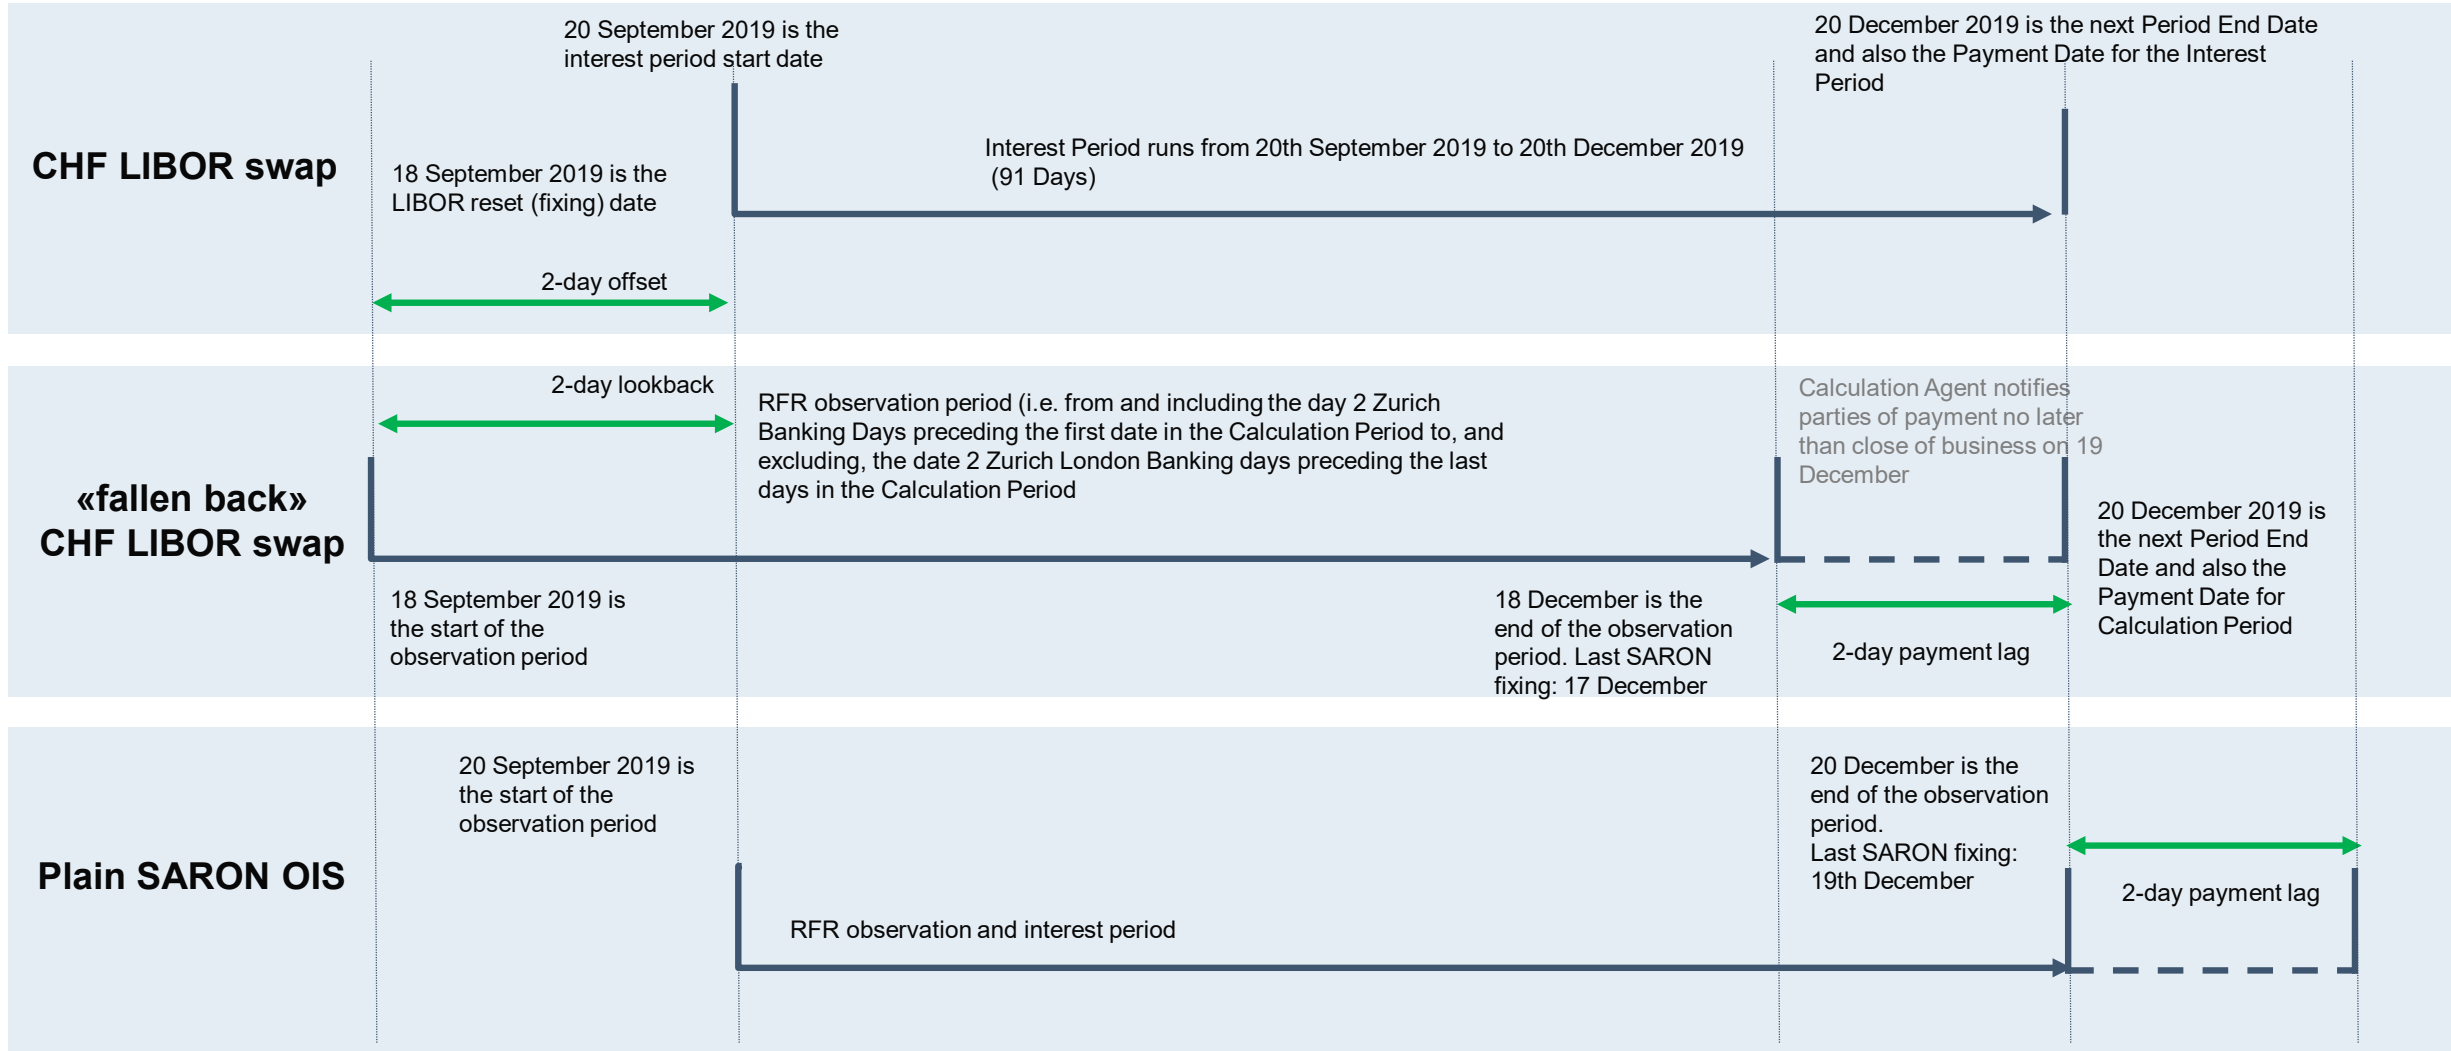 20 September 2019 is the
interest period start date
20 December 2019 is the next Period End Date
and also the Payment Date for the Interest
Period
CHF LIBOR swap
18 September 2019 is the
LIBOR reset (fixing) date
Interest Period runs from 20th September 2019 to 20th December 2019
(91 Days)
2-day offset
«fallen back»
CHF LIBOR swap
2-day lookback
RFR observation period (i.e. from and including the day 2 Zurich
Banking Days preceding the first date in the Calculation Period to, and
excluding, the date 2 Zurich London Banking days preceding the last
days in the Calculation Period
Calculation Agent notifies
parties of payment no later
than close of business on 19
December
20 December 2019 is
the next Period End
Date and also the
Payment Date for
Calculation Period
18 September 2019 is
the start of the
observation period
18 December is the
end of the observation
period. Last SARON
fixing: 17 December
2-day payment lag
Plain SARON OIS
20 September 2019 is
the start of the
observation period
RFR observation and interest period
20 December is the
end of the observation
period.
Last SARON fixing:
19th December
2-day payment lag